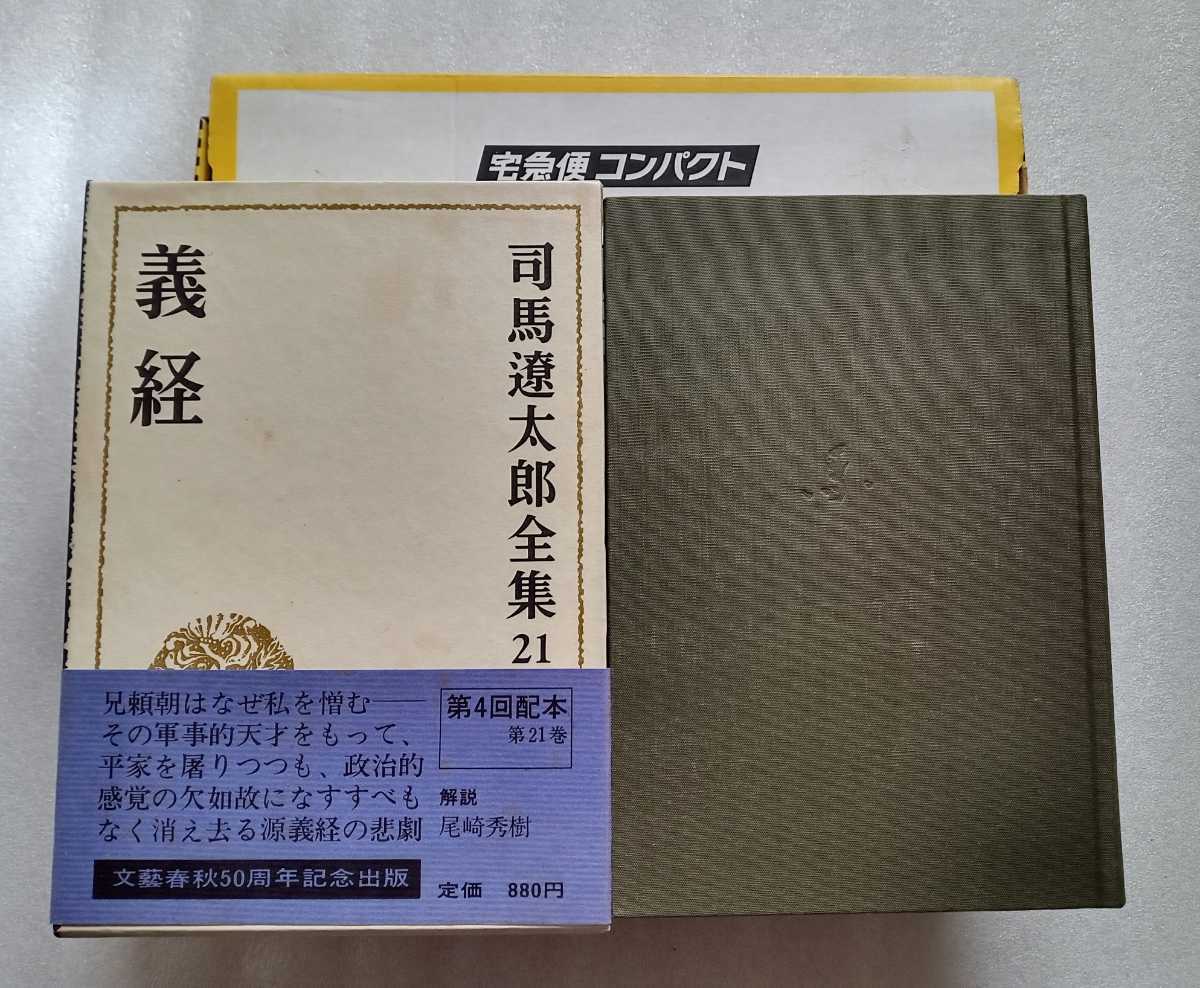 宅急便コンパクト
司馬遼太郎全集21
義経
兄頼朝はなぜ私を憎む――
その軍事的天才をもって、
平家を屠りつつも、政治的
感覚の欠如故になすすべも
なく消え去る源義経の悲劇
第4回配本
第21巻
解説
尾崎秀樹
文藝春秋50周年記念出版
定価 880円